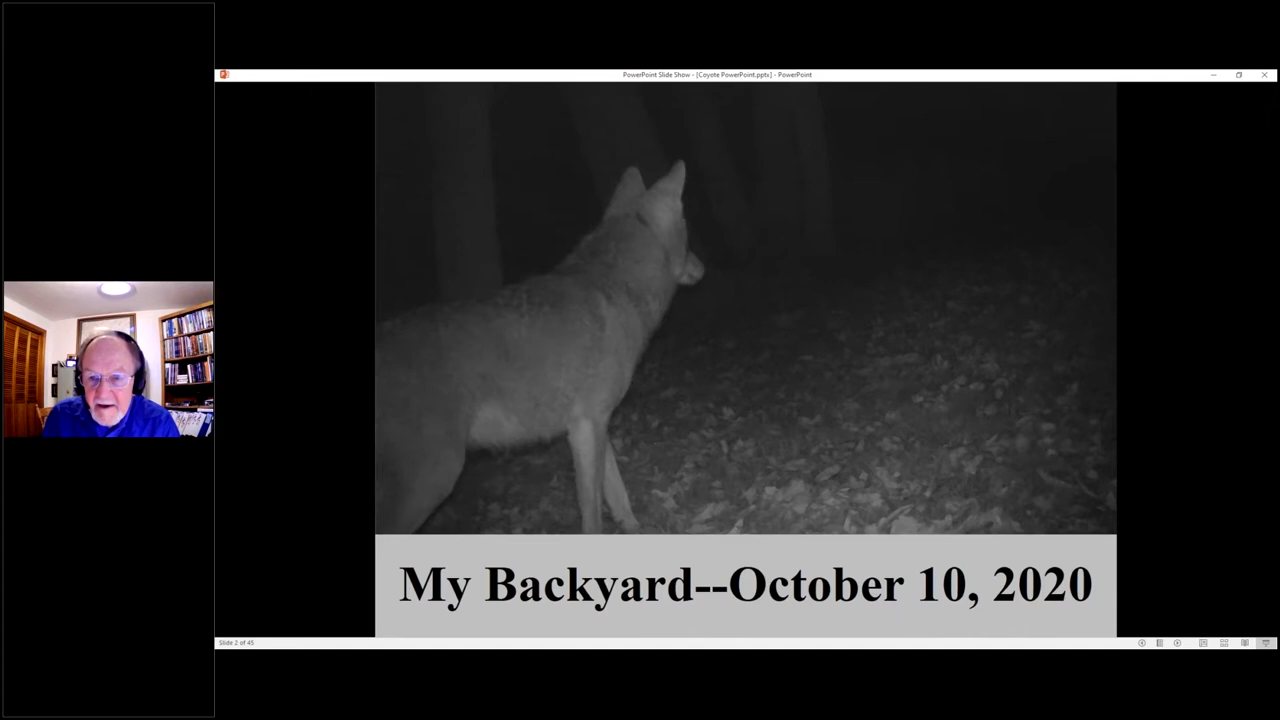 PowerPoint Slide Show - [Coyote PowerPoint.pptx] - PowerPoint
My Backyard--October 10, 2020
Slide 2 of 45